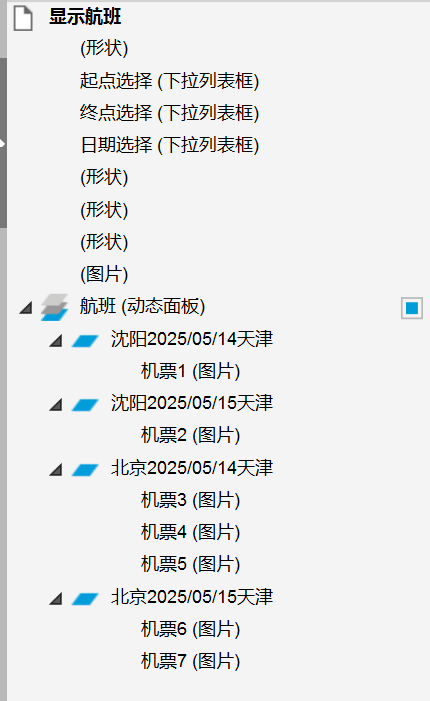 显示航班
(形状)
起点选择 (下拉列表框)
终点选择 (下拉列表框)
日期选择 (下拉列表框)
(形状)
(形状)
(形状)
(图片)
航班 (动态面板)
沈阳2025/05/14天津
机票1 (图片)
沈阳2025/05/15天津
机票2 (图片)
北京2025/05/14天津
机票3 (图片)
机票4 (图片)
机票5 (图片)
北京2025/05/15天津
机票6 (图片)
机票7 (图片)